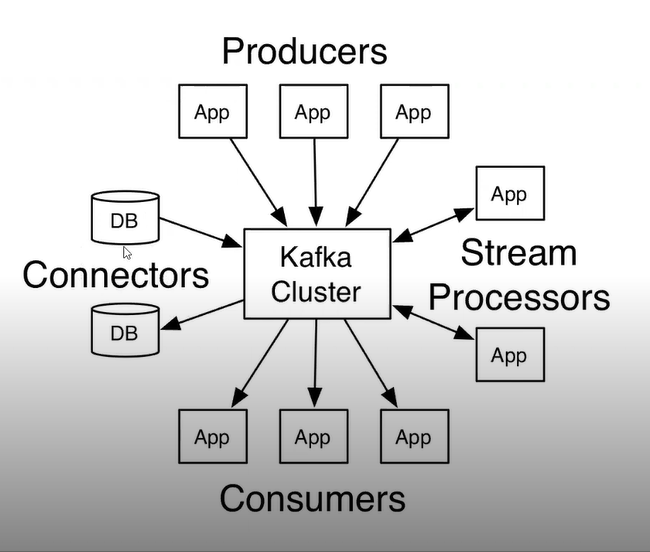 Producers
App
App
App
App
DB
Kafka
Cluster
Stream
Processors
Connectors
DB
App
App
App
App
Consumers